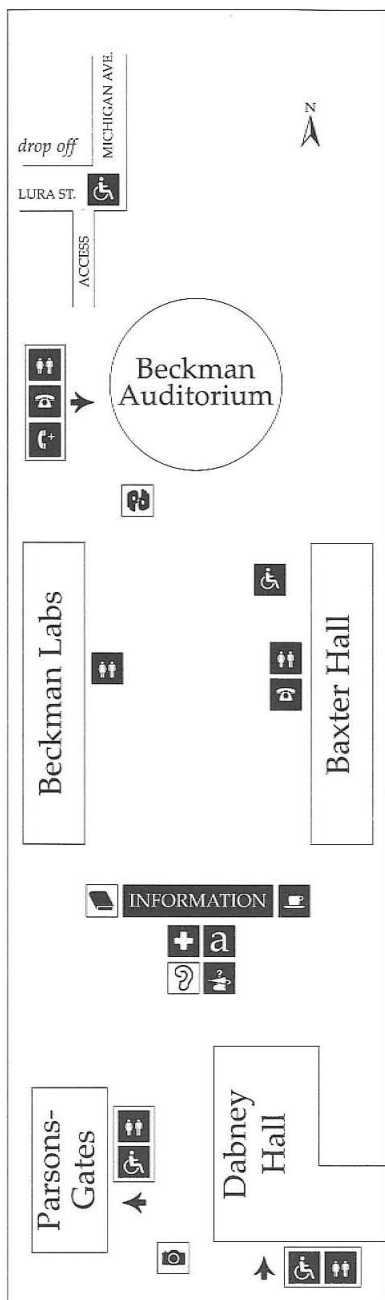 N
MICHIGAN AVE.
drop off
LURA ST.
ACCESS
Beckman
Auditorium
Beckman Labs
Baxter Hall
INFORMATION
a
?
Parsons-
Gates
Dabney
Hall